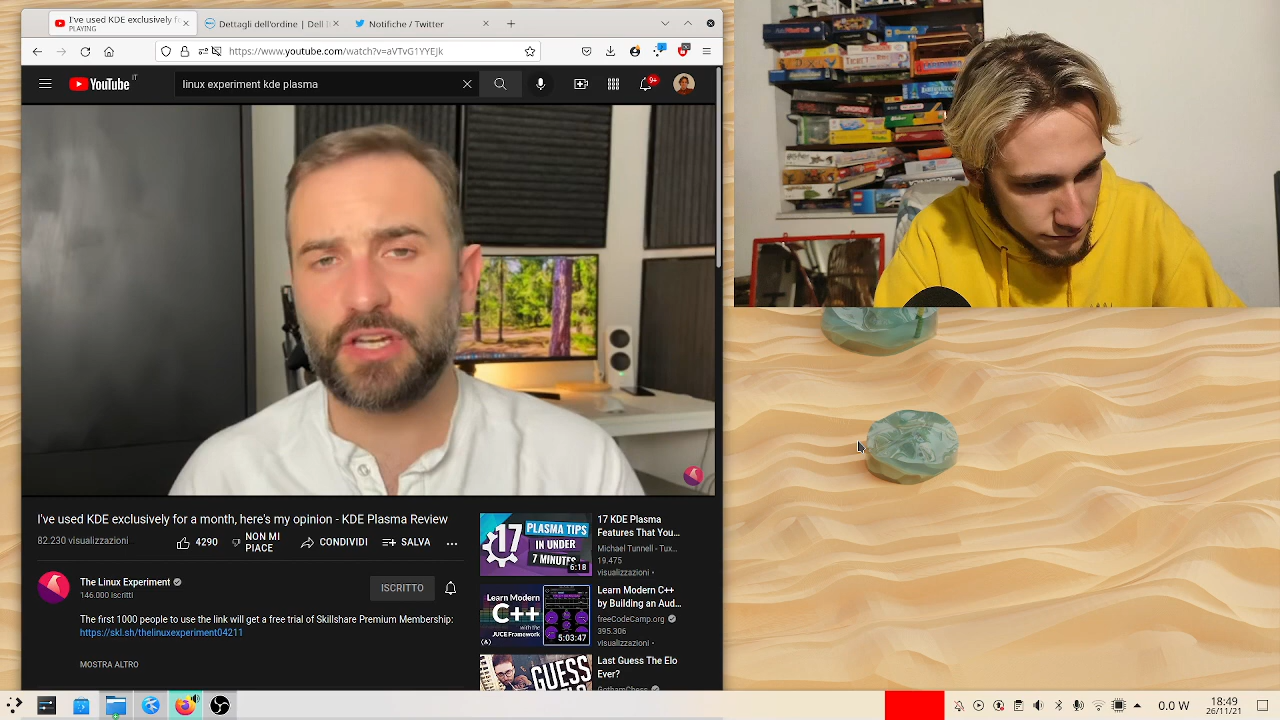 I've used KDE exclusively f
PLAYING
Dettagli dell'ordine | Dell I
Notifiche / Twitter
https://www.youtube.com/watch?v=aVTvG1YYEjk
YouTube
IT
linux experiment kde plasma
9+
I've used KDE exclusively for a month, here's my opinion - KDE Plasma Review
82.230 visualizzazioni
4290
NON MI PIACE
CONDIVIDI
SALVA
The Linux Experiment
146.000 iscritti
ISCRITTO
The first 1000 people to use the link will get a free trial of Skillshare Premium Membership:
https://skl.sh/thelinuxexperiment04211
MOSTRA ALTRO
17 PLASMA TIPS
IN UNDER
7 MINUTES
6:18
17 KDE Plasma
Features That You...
Michael Tunnell - Tux...
19.475
visualizzazioni •
Learn Modern
C++
with the
JUCE Framework
5:03:47
Learn Modern C++
by Building an Aud...
freeCodeCamp.org
395.306
visualizzazioni •
GUESS
Last Guess The Elo
Ever?
GothamChess
MONOPOLY
0.0 W
18:49
26/11/21